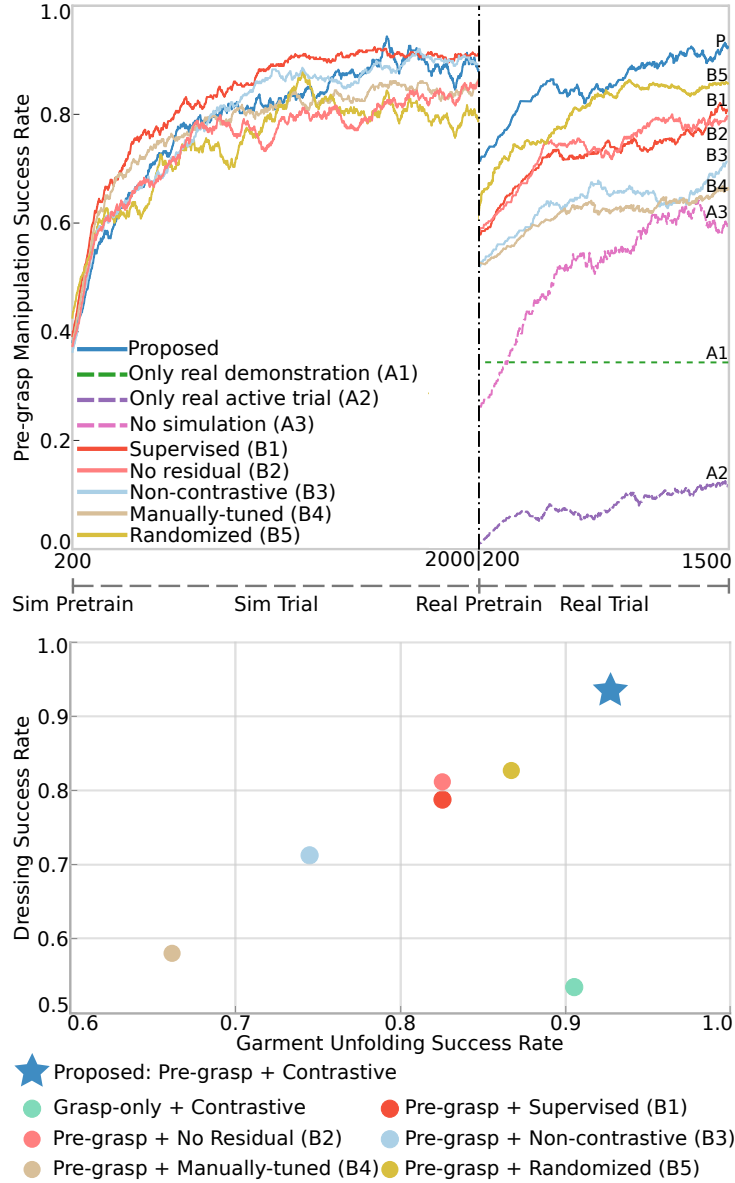 1.0
0.8
0.6
0.4
0.2
0.0
Pre-grasp Manipulation Success Rate
P
B5
B1
B2
B3
B4
A3
A1
A2
Proposed
Only real demonstration (A1)
Only real active trial (A2)
No simulation (A3)
Supervised (B1)
No residual (B2)
Non-contrastive (B3)
Manually-tuned (B4)
Randomized (B5)
200 2000 200 1500
Sim Pretrain Sim Trial Real Pretrain Real Trial
1.0
0.9
0.8
0.7
0.6
0.5
Dressing Success Rate
0.6 0.7 0.8 0.9 1.0
Garment Unfolding Success Rate
Proposed: Pre-grasp + Contrastive
Grasp-only + Contrastive Pre-grasp + Supervised (B1)
Pre-grasp + No Residual (B2) Pre-grasp + Non-contrastive (B3)
Pre-grasp + Manually-tuned (B4) Pre-grasp + Randomized (B5)